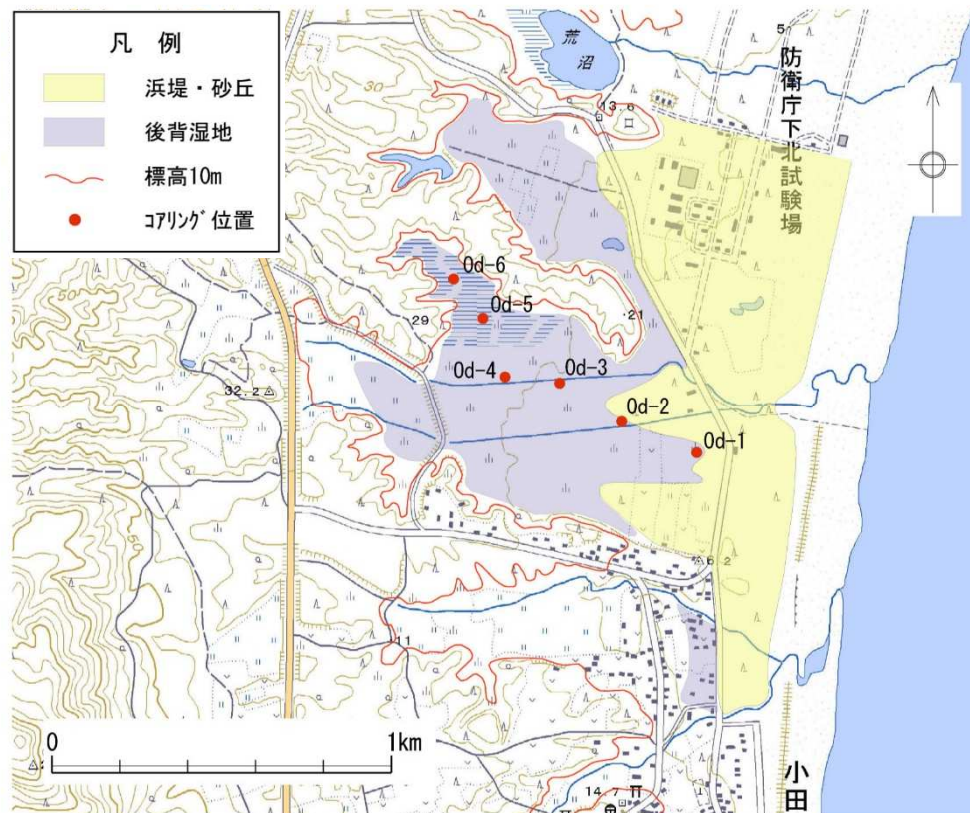 凡 例
浜堤・砂丘
後背湿地
標高10m
コアリング位置
荒沼
防衛庁下北試験場
5
13.6
30
Od-6
Od-5
29
21
Od-4
Od-3
32.2
Od-2
Od-1
50
50
6.2
11
0
1km
14.7
小田